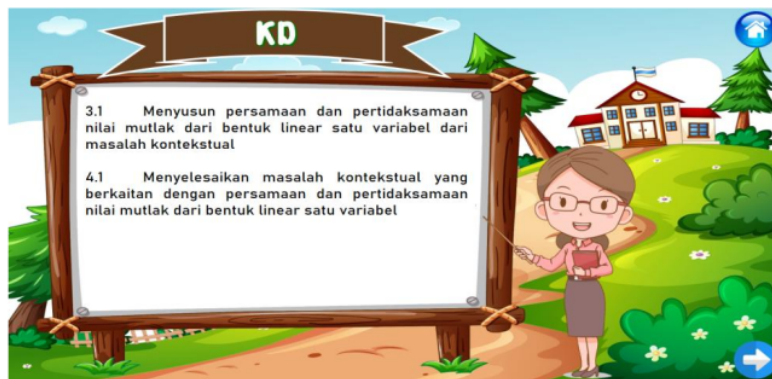 KD
3.1 Menyusun persamaan dan pertidaksamaan
nilai mutlak dari bentuk linear satu variabel dari
masalah kontekstual
4.1 Menyelesaikan masalah kontekstual yang
berkaitan dengan persamaan dan pertidaksamaan
nilai mutlak dari bentuk linear satu variabel